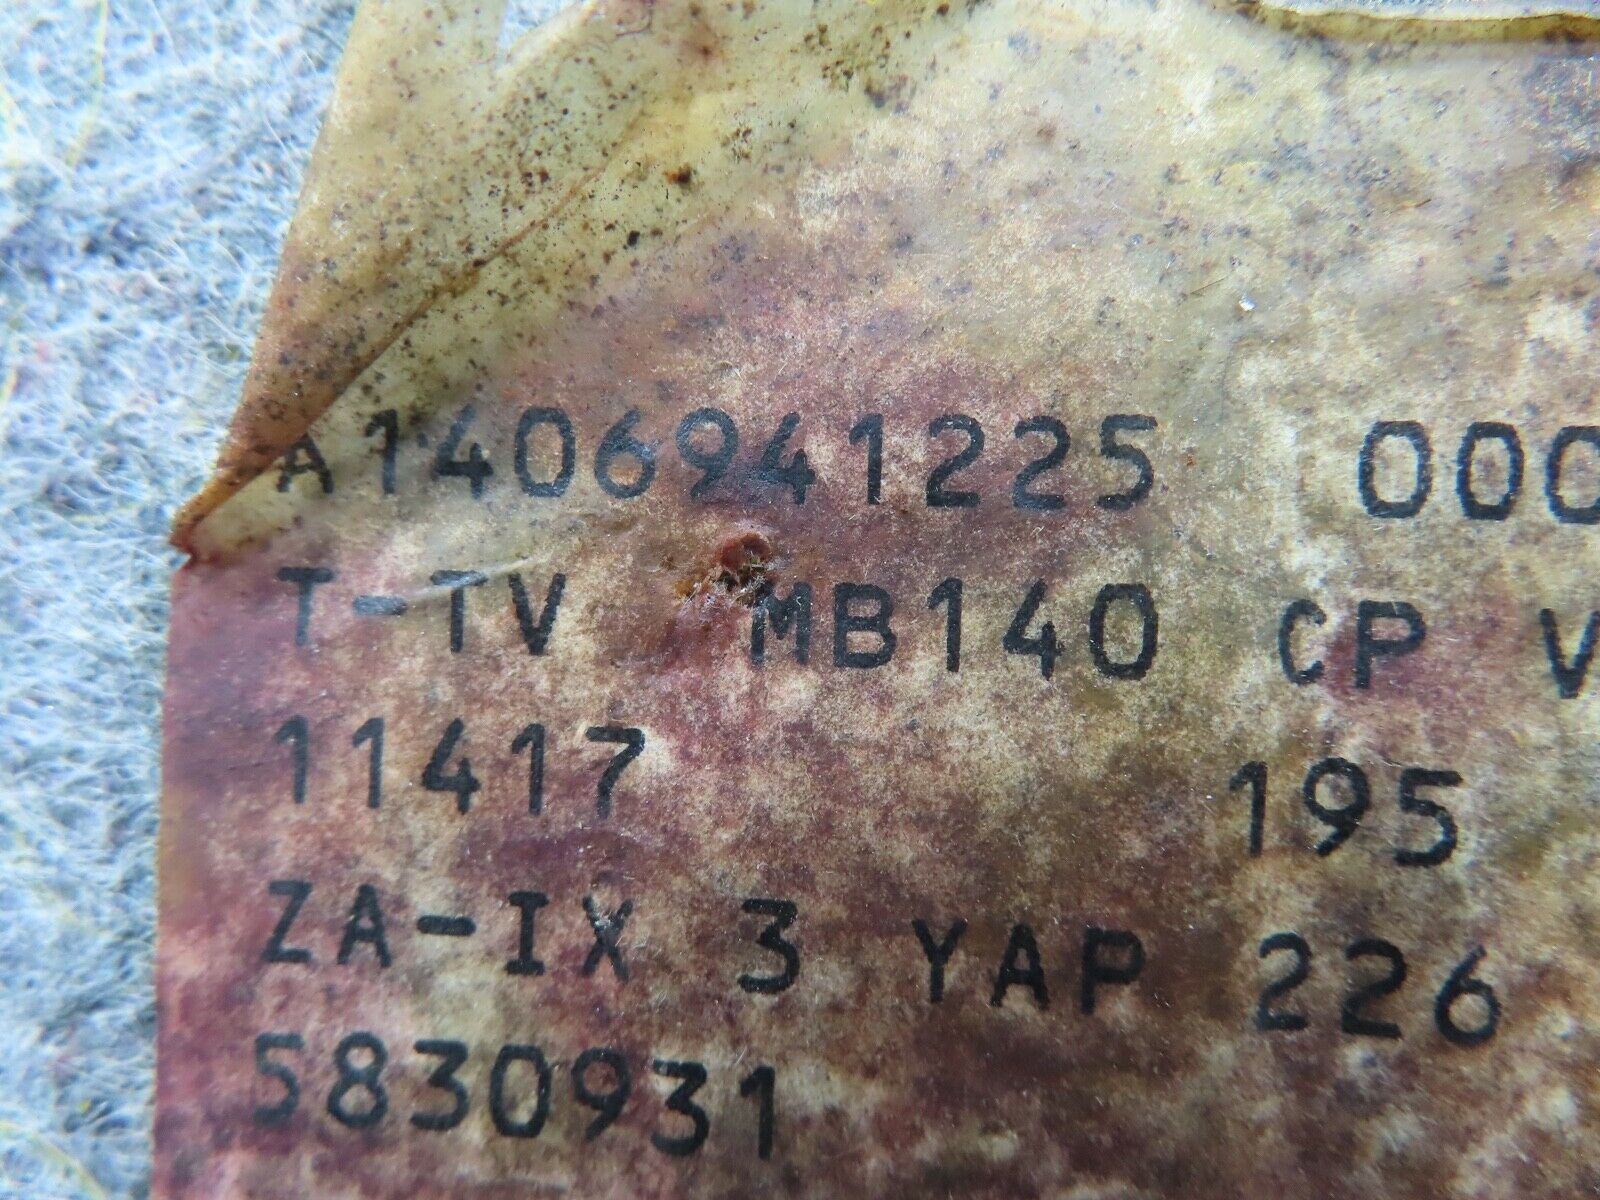 A1406941225 000
T-TV MB140 CP V
11417 195
ZA-IX 3 YAP 226
5830931